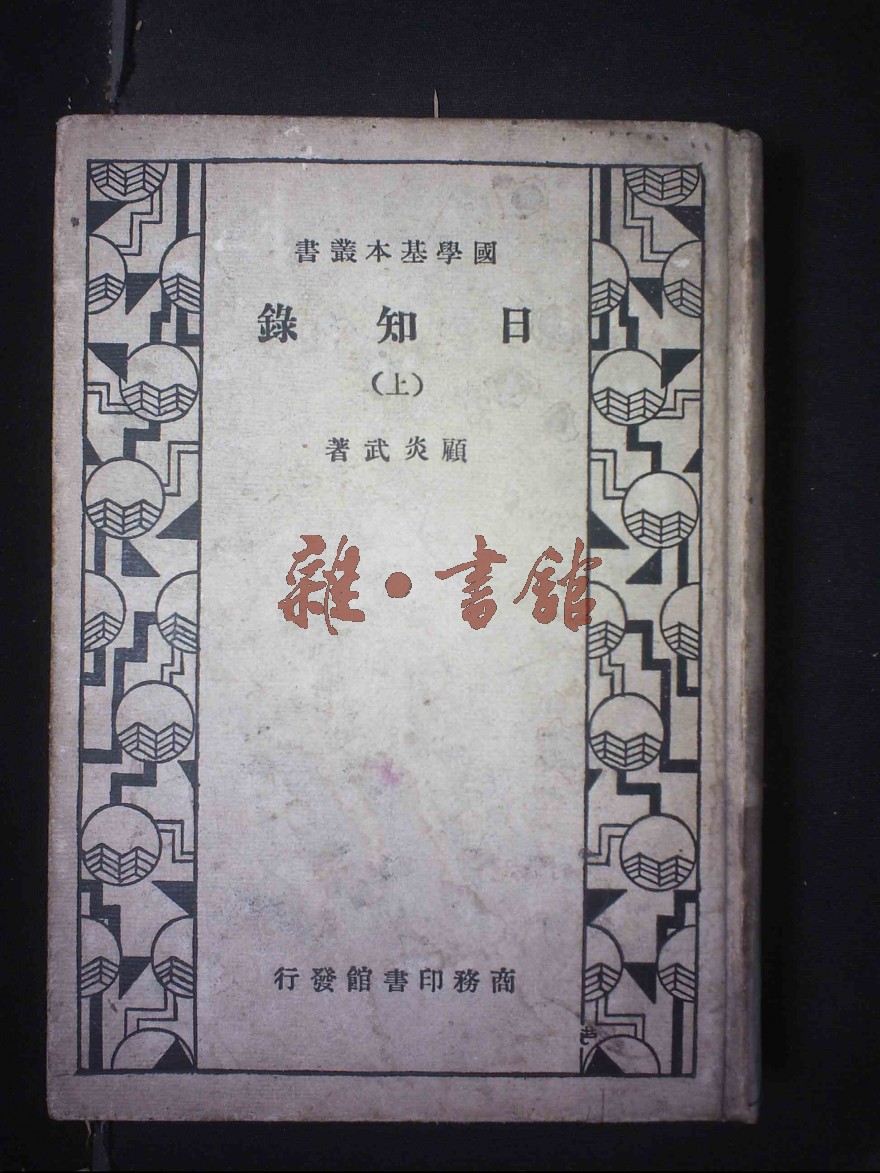 國學基本叢書
日知錄
(上)
顧炎武著
雜·書館
商務印書館發行